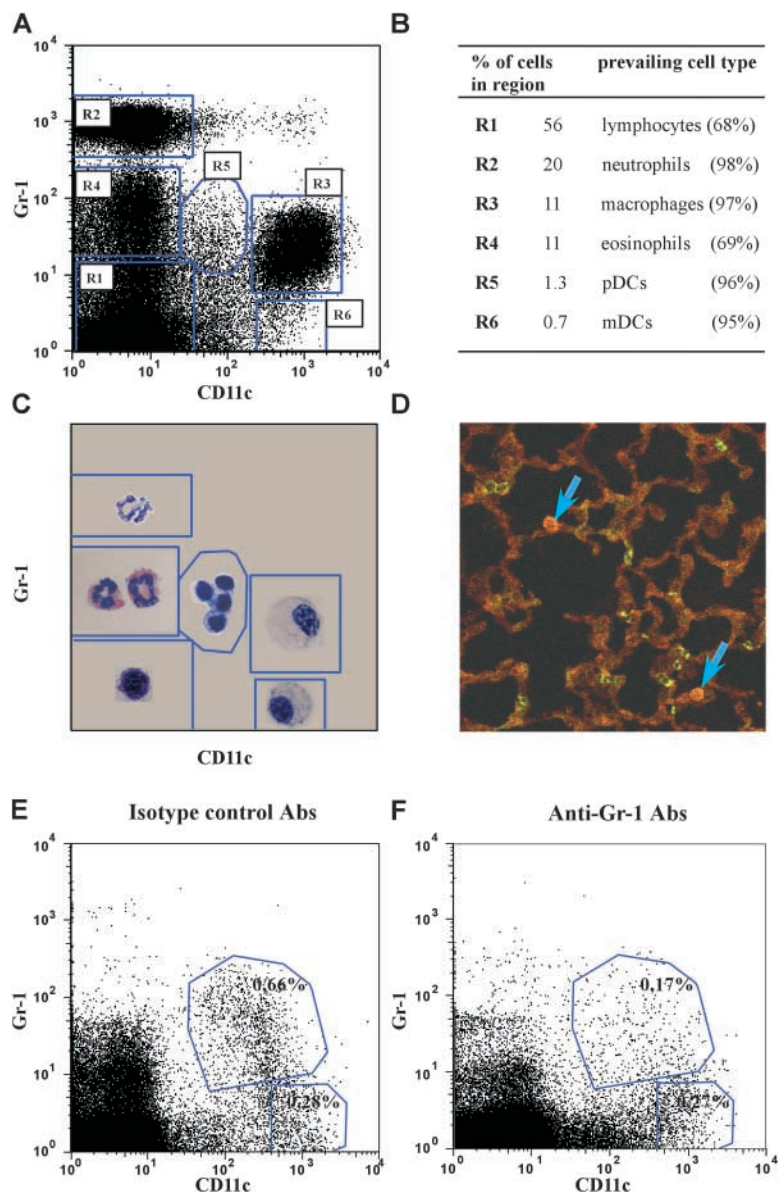 A
10^4
10^3
10^2
10^1
10^0
Gr-1
R2
R5
R4
R3
R1
R6
10^0 10^1 10^2 10^3 10^4
CD11c
B
% of cells in region prevailing cell type
R1 56 lymphocytes (68%)
R2 20 neutrophils (98%)
R3 11 macrophages (97%)
R4 11 eosinophils (69%)
R5 1.3 pDCs (96%)
R6 0.7 mDCs (95%)
C
Gr-1
CD11c
D
E Isotype control Abs
10^4
10^3
10^2
10^1
10^0
Gr-1
0.66%
0.28%
10^0 10^1 10^2 10^3 10^4
CD11c
F Anti-Gr-1 Abs
10^4
10^3
10^2
10^1
10^0
Gr-1
0.17%
0.27%
10^0 10^1 10^2 10^3 10^4
CD11c